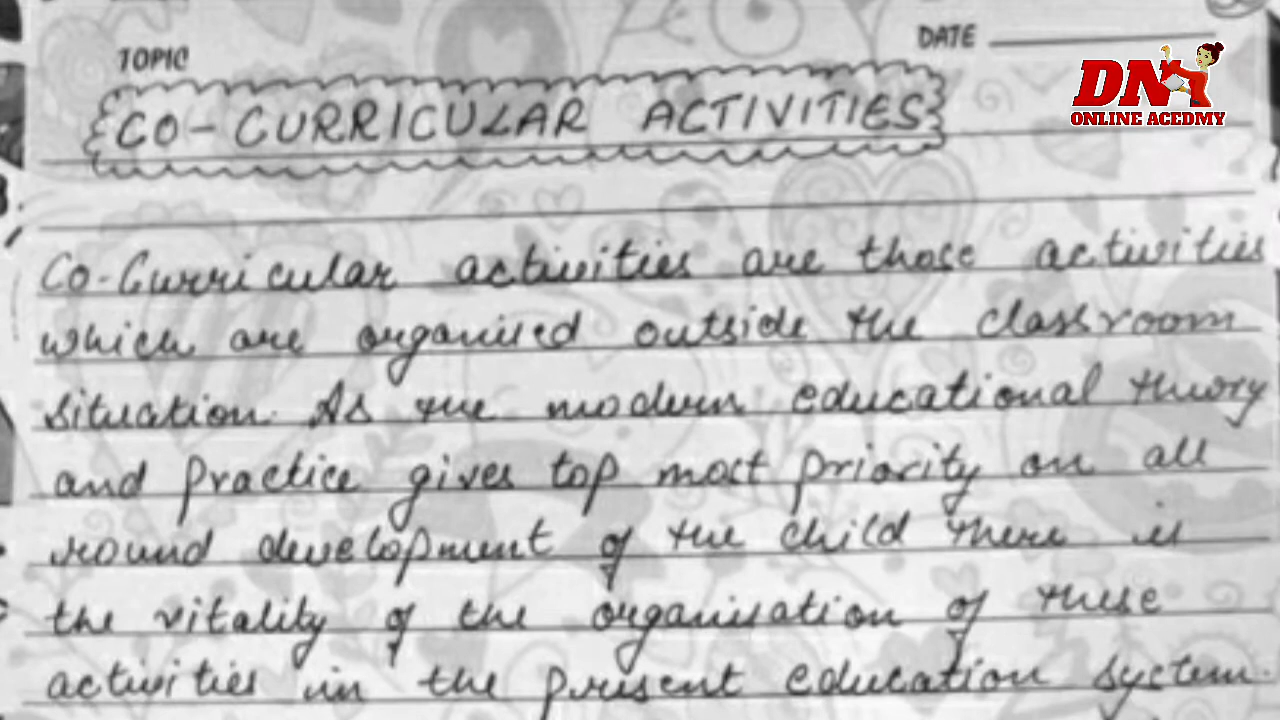 TOPIC
DATE
DNY
ONLINE ACEDMY
CO-CURRICULAR ACTIVITIES
Co-Curricular activities are those activities
which are organised outside the classroom
situation. As the modern educational theory
and practice gives top most priority on all
round development of the child there is
the vitality of the organisation of these
activities in the present education system.